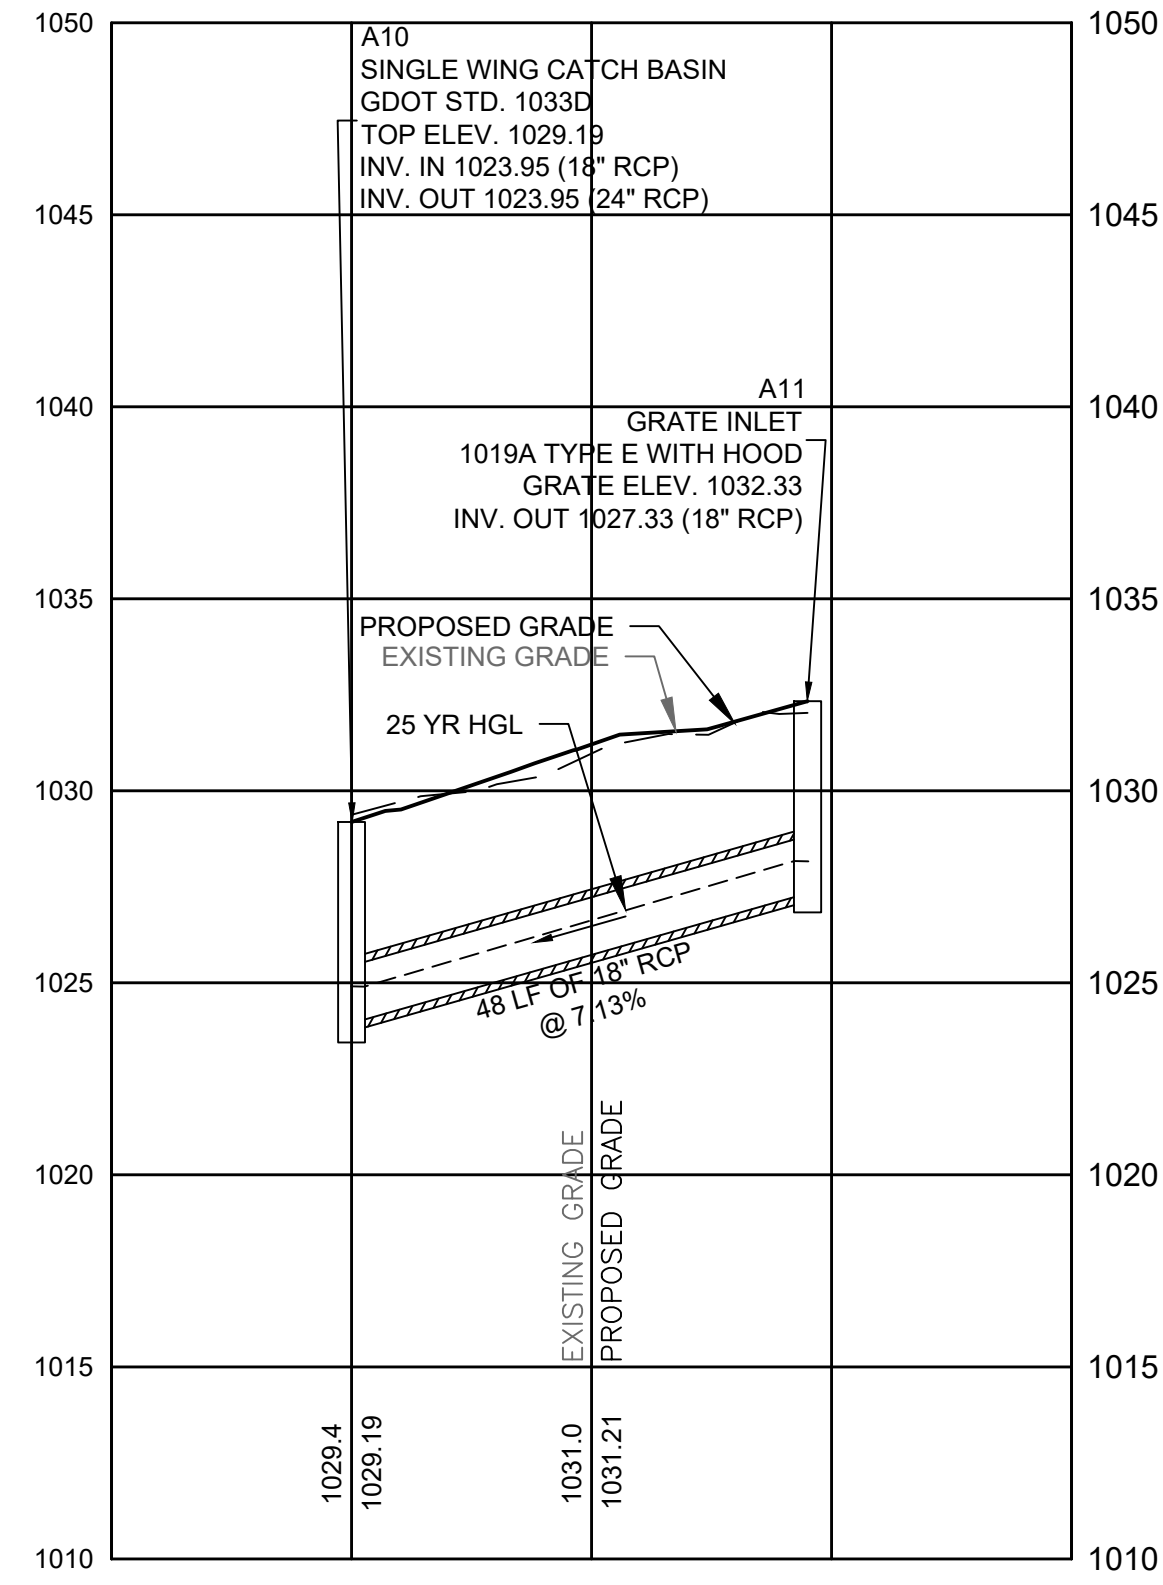 1050
1050
A10
SINGLE WING CATCH BASIN
GDOT STD. 1033D
TOP ELEV. 1029.19
INV. IN 1023.95 (18" RCP)
INV. OUT 1023.95 (24" RCP)
1045
1045
A11
1040
1040
GRATE INLET
1019A TYPE E WITH HOOD
GRATE ELEV. 1032.33
INV. OUT 1027.33 (18" RCP)
1035
1035
PROPOSED GRADE
EXISTING GRADE
25 YR HGL
1030
1030
1025
1025
48 LF OF 18" RCP
@ 7.13%
EXISTING GRADE
PROPOSED GRADE
1020
1020
1015
1015
1029.4
1029.19
1031.0
1031.21
1010
1010